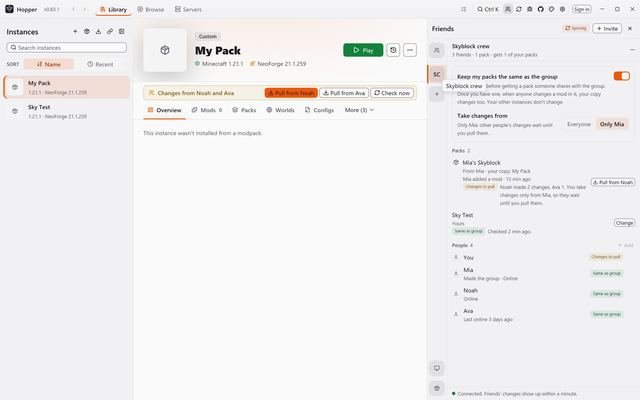 Hopper v0.83.1
Library
Browse
Servers
Ctrl K
Sign in
Instances
Search instances
SORT
Name
Recent
My Pack
1.21.1 · NeoForge 21.1.259
Sky Test
1.21.1 · NeoForge 21.1.259
Custom
My Pack
Minecraft 1.21.1
NeoForge 21.1.259
Play
Changes from Noah and Ava
Pull from Noah
Pull from Ava
Check now
Overview
Mods 0
Packs
Worlds
Configs
More (3)
This instance wasn't installed from a modpack.
Friends
Syncing
Invite
Skyblock crew
3 friends · 1 pack · gets 1 of your packs
SC
Keep my packs the same as the group
Skyblock crew
before getting a pack someone shares with the group.
Once you have one, when anyone changes a mod in it, your copy
changes too. Your other instances don't change.
Take changes from
Only Mia: other people's changes wait until
you pull them.
Everyone
Only Mia
Packs 2
Mia's Skyblock
From Mia · your copy: My Pack
Mia added a mod · 15 min ago
Changes to pull
Noah made 2 changes, Ava 1. You take
changes only from Mia, so they wait
until you pull them.
Pull from Noah
Sky Test
Yours
Same as group
Checked 2 min ago.
Change
People 4
Add
You
Changes to pull
Mia
Made the group · Online
Same as group
Noah
Online
Same as group
Ava
Last online 3 days ago
Same as group
Connected. Friends' changes show up within a minute.